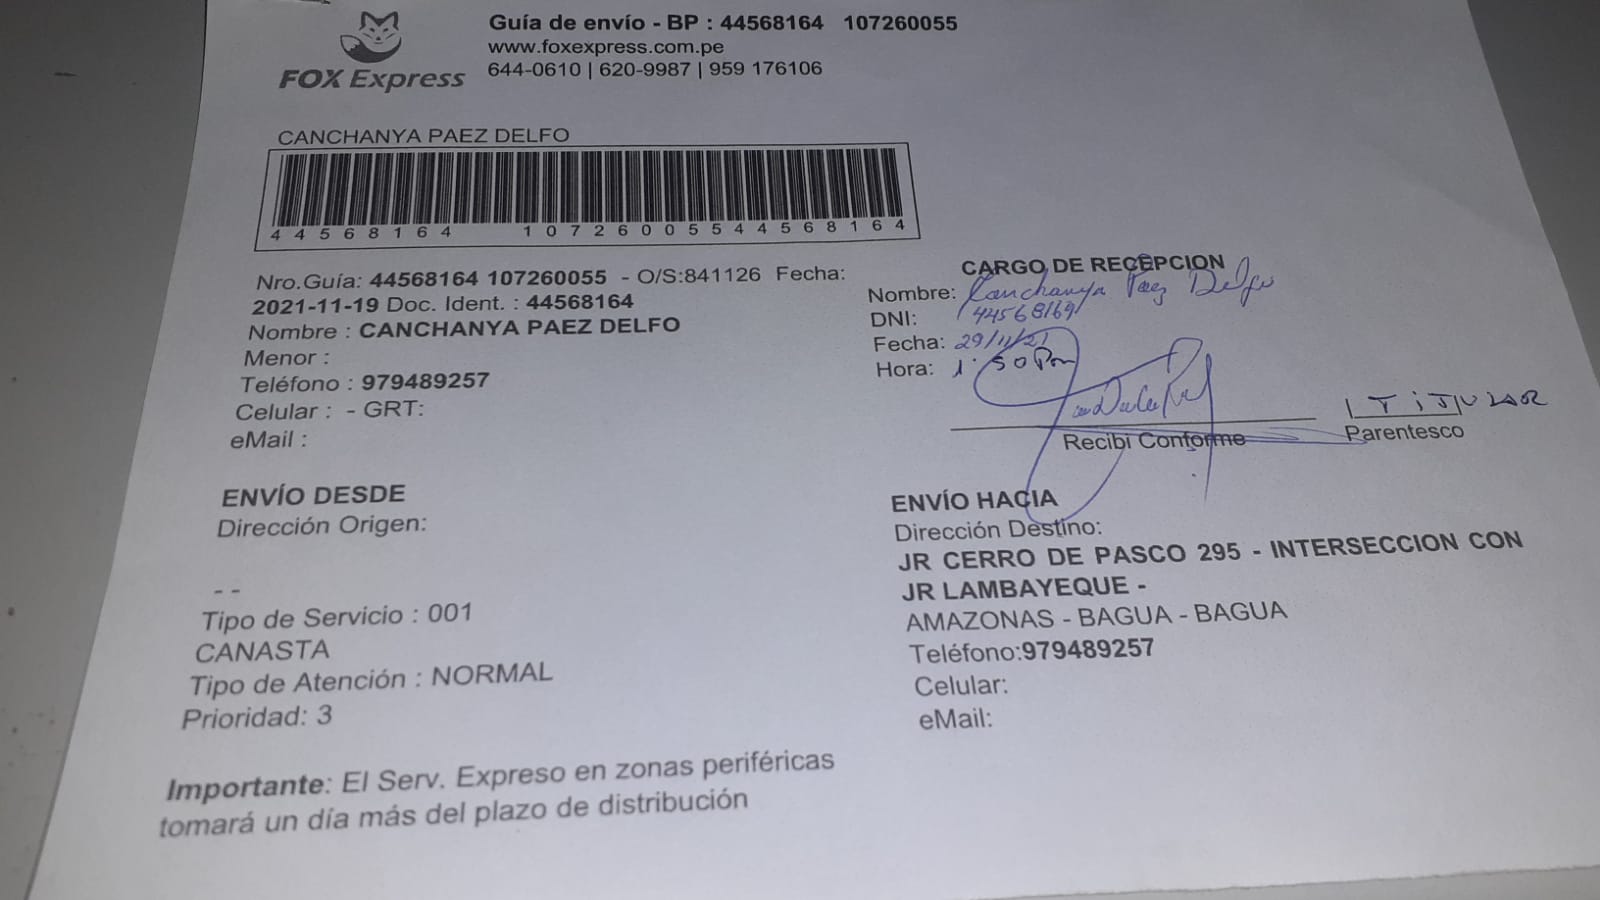 FOX Express
Guía de envío - BP : 44568164 107260055
www.foxexpress.com.pe
644-0610 | 620-9987 | 959 176106
CANCHANYA PAEZ DELFO
44568164 10726005544568164
Nro.Guía: 44568164 107260055 - O/S:841126 Fecha:
2021-11-19 Doc. Ident. : 44568164
Nombre : CANCHANYA PAEZ DELFO
Menor :
Teléfono : 979489257
Celular : - GRT:
eMail :
CARGO DE RECEPCION
Nombre: Canchanya Paez Delfo
DNI: 44568164
Fecha: 29/11/21
Hora: 1:50 Pm
Recibí Conforme
TITULAR
Parentesco
ENVÍO DESDE
Dirección Origen:
- -
Tipo de Servicio : 001
CANASTA
Tipo de Atención : NORMAL
Prioridad: 3
ENVÍO HACIA
Dirección Destino:
JR CERRO DE PASCO 295 - INTERSECCION CON
JR LAMBAYEQUE -
AMAZONAS - BAGUA - BAGUA
Teléfono:979489257
Celular:
eMail:
Importante: El Serv. Expreso en zonas periféricas
tomará un día más del plazo de distribución